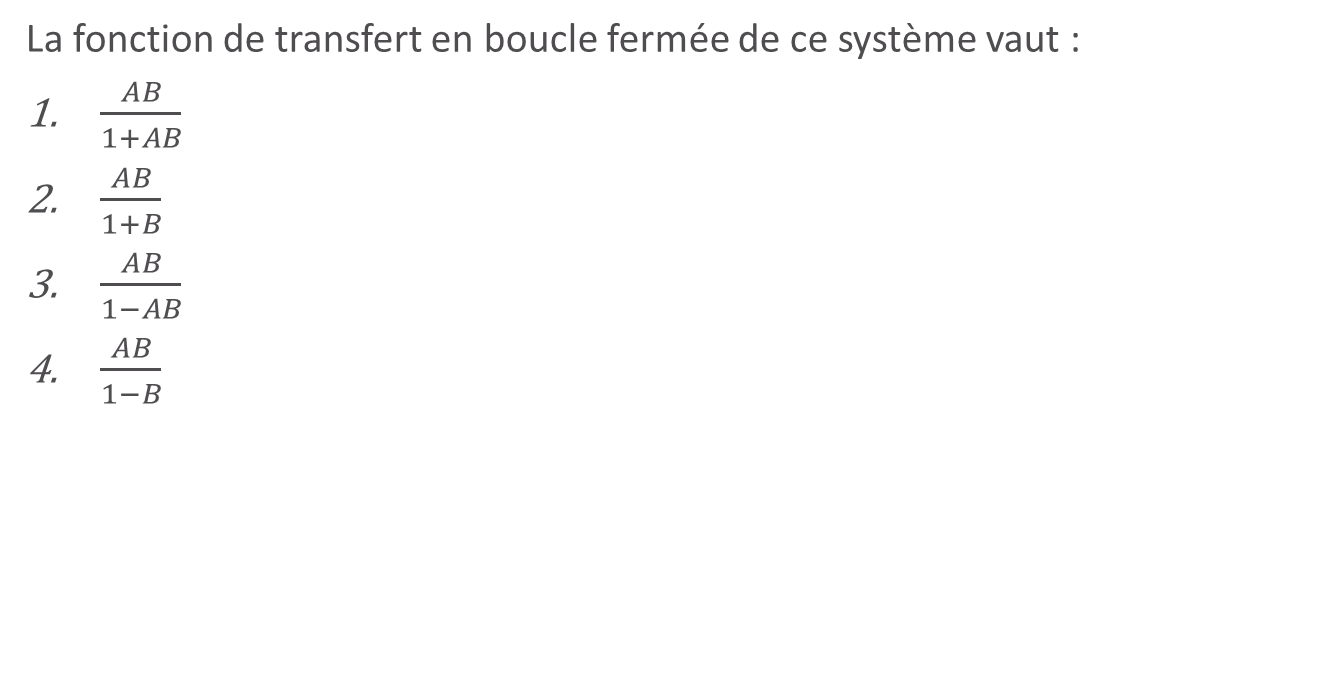 La fonction de transfert en boucle fermée de ce système vaut :
1. AB/1+AB
2. AB/1+B
3. AB/1−AB
4. AB/1−B